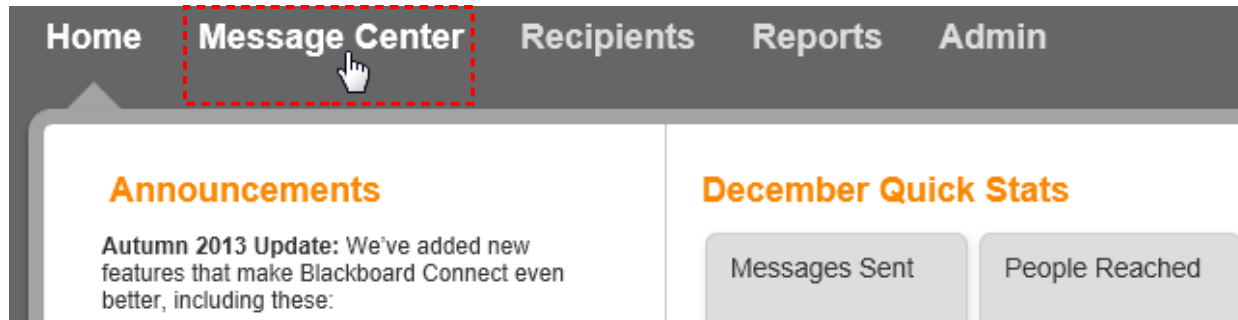 Home Message Center Recipients Reports Admin
Announcements
Autumn 2013 Update: We've added new
features that make Blackboard Connect even
better, including these:
December Quick Stats
Messages Sent
People Reached